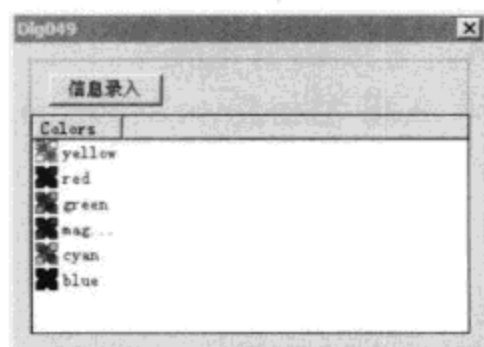 Dlg049
信息录入
Colors
yellow
red
green
mag...
cyan
blue